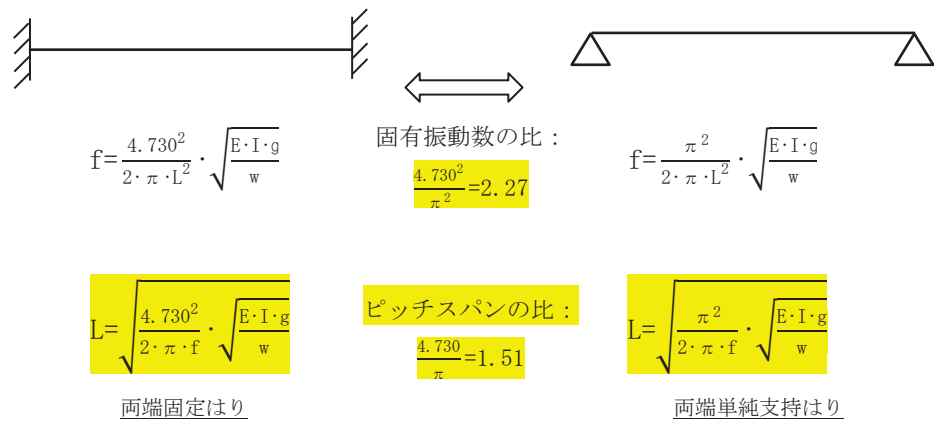 固有振動数の比：
f=4.730²/2·π·L²·√E·I·g/w
4.730²/π²=2.27
f=π²/2·π·L²·√E·I·g/w
ピッチスパンの比：
L=√4.730²/2·π·f·√E·I·g/w
4.730/π=1.51
L=√π²/2·π·f·√E·I·g/w
両端固定はり
両端単純支持はり